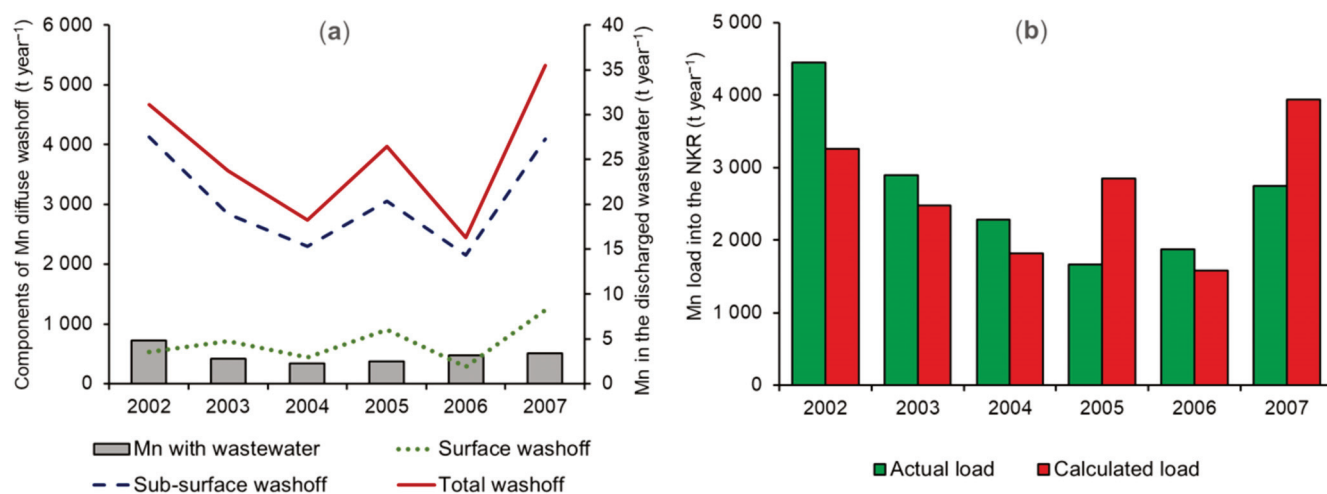 (a)
Components of Mn diffuse washoff (t year⁻¹)
6 000
5 000
4 000
3 000
2 000
1 000
0
40
35
30
25
20
15
10
5
0
Mn in the discharged wastewater (t year⁻¹)
2002 2003 2004 2005 2006 2007
Mn with wastewater Surface washoff
Sub-surface washoff Total washoff
(b)
Mn load into the NKR (t year⁻¹)
5 000
4 000
3 000
2 000
1 000
0
2002 2003 2004 2005 2006 2007
Actual load Calculated load